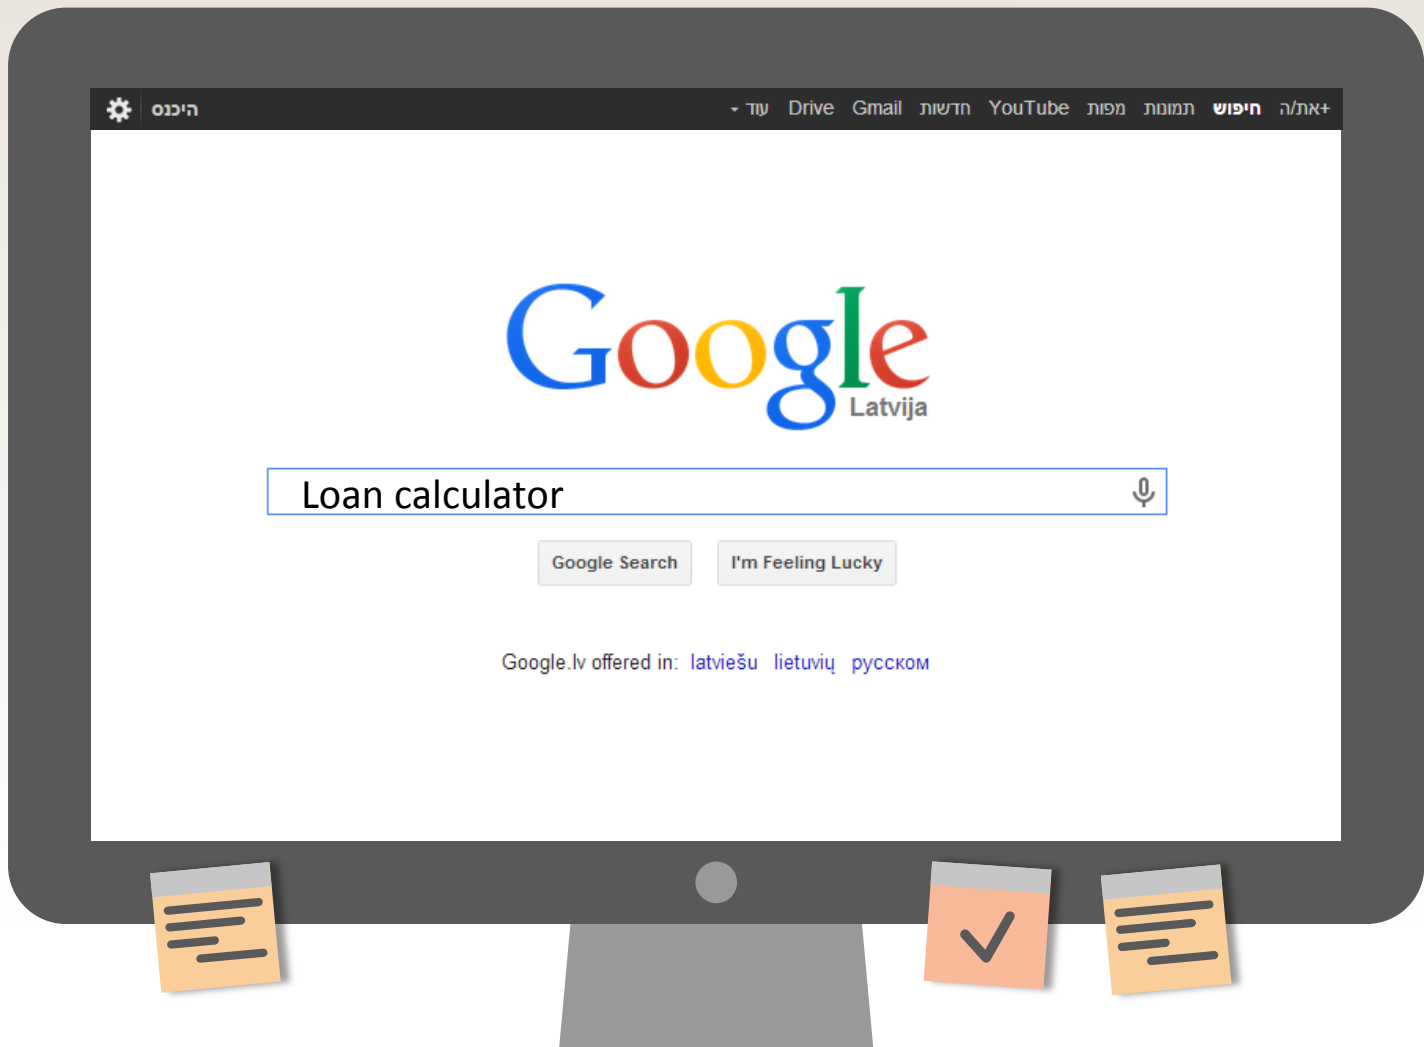 +את/ה חיפוש תמונות מפות YouTube חדשות Gmail Drive עוד היכנס
Google
Latvija
Loan calculator
Google Search I'm Feeling Lucky
Google.lv offered in: latviešu lietuvių русском